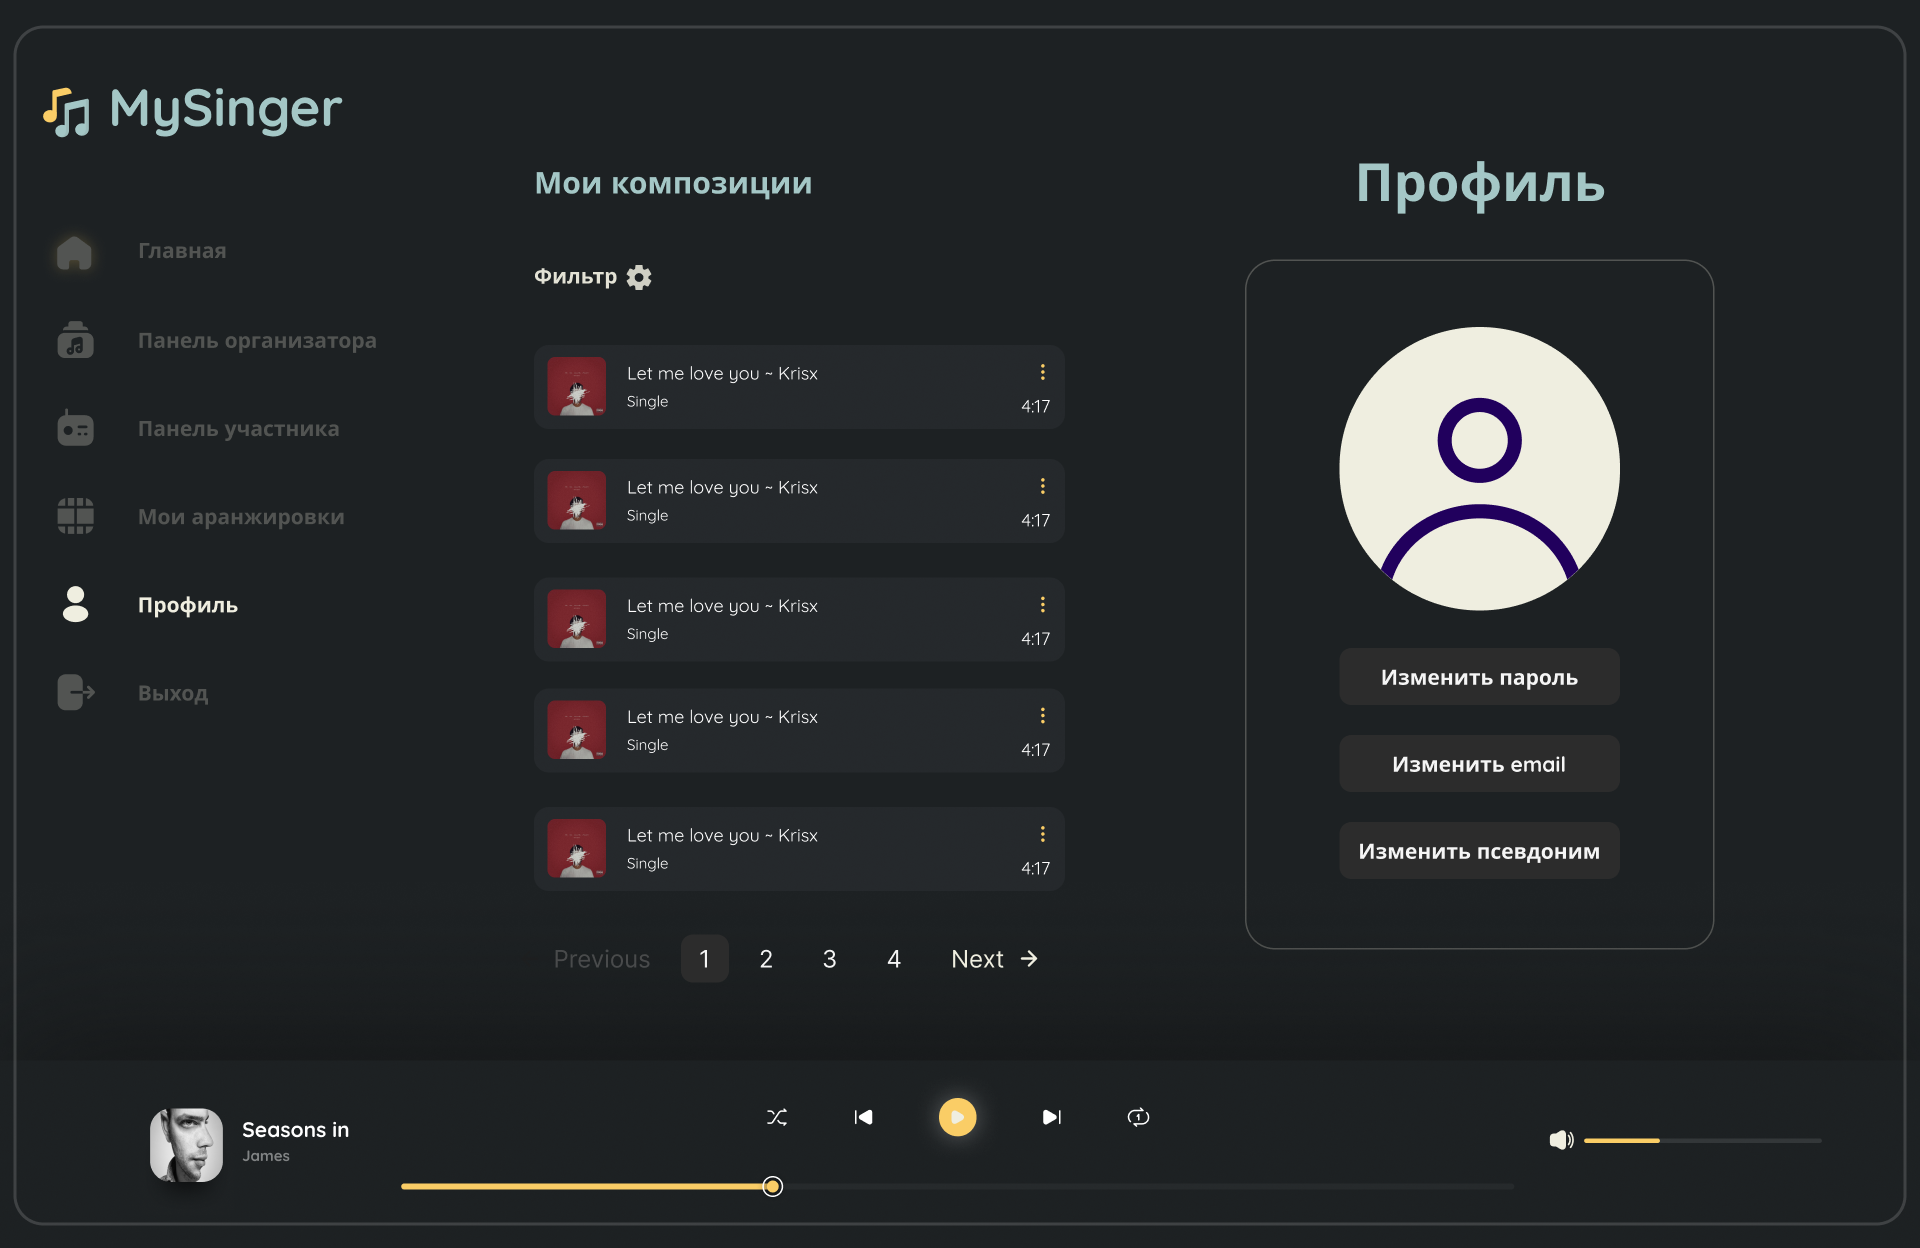 MySinger
Главная
Панель организатора
Панель участника
Мои аранжировки
Профиль
Выход
Мои композиции
Фильтр
Let me love you ~ Krisx
Single
4:17
Let me love you ~ Krisx
Single
4:17
Let me love you ~ Krisx
Single
4:17
Let me love you ~ Krisx
Single
4:17
Let me love you ~ Krisx
Single
4:17
Previous 1 2 3 4 Next
Профиль
Изменить пароль
Изменить email
Изменить псевдоним
Seasons in
James
1